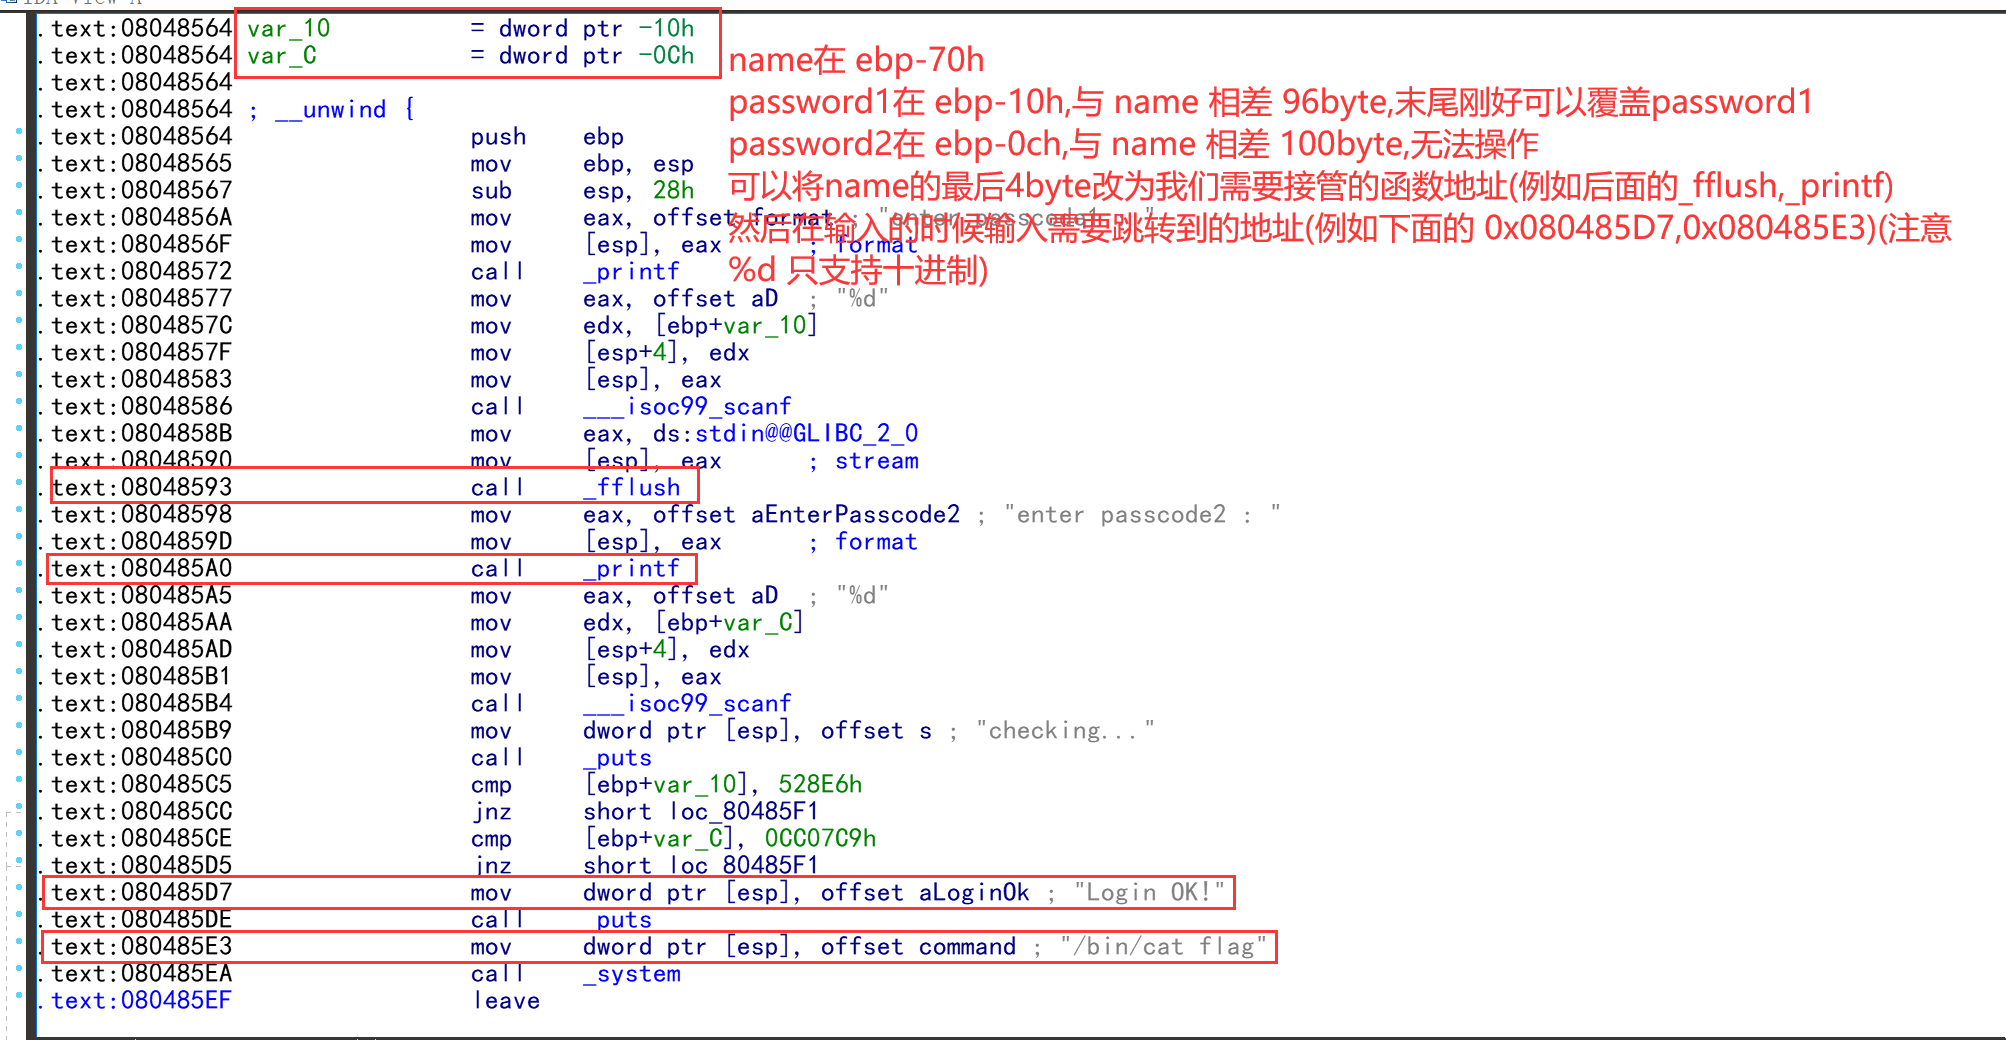 IDA View-A
.text:08048564 var_10 = dword ptr -10h
.text:08048564 var_C = dword ptr -0Ch
.text:08048564
.text:08048564 ; __unwind {
.text:08048564 push ebp
.text:08048565 mov ebp, esp
.text:08048567 sub esp, 28h
.text:0804856A mov eax, offset format ; "enter passcode1 : "
.text:0804856F mov [esp], eax ; format
.text:08048572 call _printf
.text:08048577 mov eax, offset aD ; "%d"
.text:0804857C mov edx, [ebp+var_10]
.text:0804857F mov [esp+4], edx
.text:08048583 mov [esp], eax
.text:08048586 call ___isoc99_scanf
.text:0804858B mov eax, ds:stdin@@GLIBC_2_0
.text:08048590 mov [esp], eax ; stream
.text:08048593 call _fflush
.text:08048598 mov eax, offset aEnterPasscode2 ; "enter passcode2 : "
.text:0804859D mov [esp], eax ; format
.text:080485A0 call _printf
.text:080485A5 mov eax, offset aD ; "%d"
.text:080485AA mov edx, [ebp+var_C]
.text:080485AD mov [esp+4], edx
.text:080485B1 mov [esp], eax
.text:080485B4 call ___isoc99_scanf
.text:080485B9 mov dword ptr [esp], offset s ; "checking..."
.text:080485C0 call _puts
.text:080485C5 cmp [ebp+var_10], 528E6h
.text:080485CC jnz short loc_80485F1
.text:080485CE cmp [ebp+var_C], 0CC07C9h
.text:080485D5 jnz short loc_80485F1
.text:080485D7 mov dword ptr [esp], offset aLoginOk ; "Login OK!"
.text:080485DE call _puts
.text:080485E3 mov dword ptr [esp], offset command ; "/bin/cat flag"
.text:080485EA call _system
.text:080485EF leave
name在 ebp-70h
password1在 ebp-10h,与 name 相差 96byte,末尾刚好可以覆盖password1
password2在 ebp-0ch,与 name 相差 100byte,无法操作
可以将name的最后4byte改为我们需要接管的函数地址(例如后面的_fflush,_printf)
然后在输入的时候输入需要跳转到的地址(例如下面的 0x080485D7,0x080485E3)(注意
%d 只支持十进制)